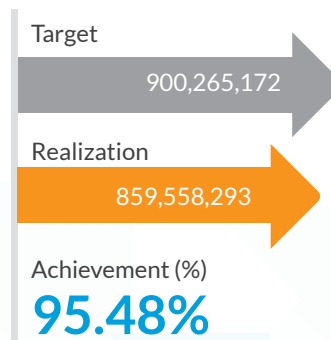 Target
900,265,172
Realization
859,558,293
Achievement (%)
95.48%